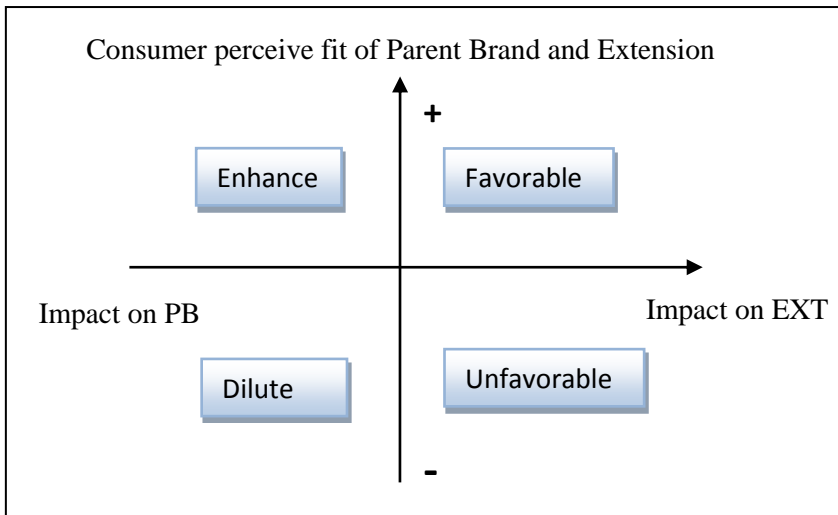 Consumer perceive fit of Parent Brand and Extension
+
Enhance
Favorable
Impact on PB
Impact on EXT
Dilute
Unfavorable
-